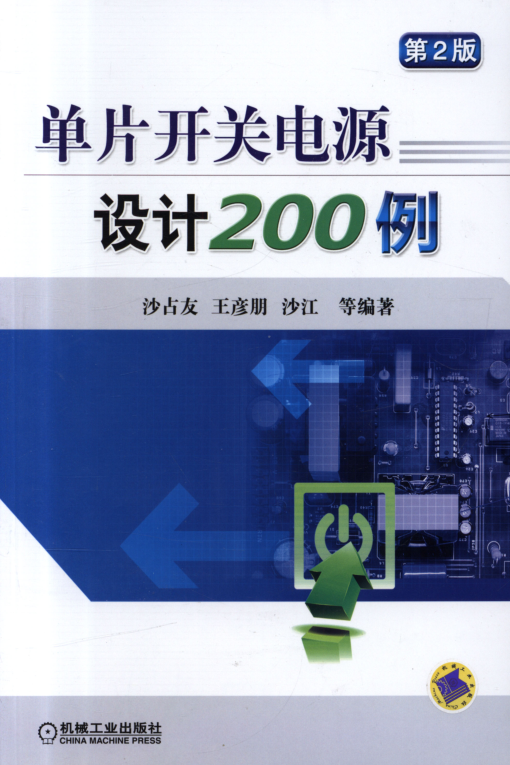 第2版
单片开关电源
设计200例
沙占友 王彦朋 沙江 等编著
机械工业出版社
CHINA MACHINE PRESS